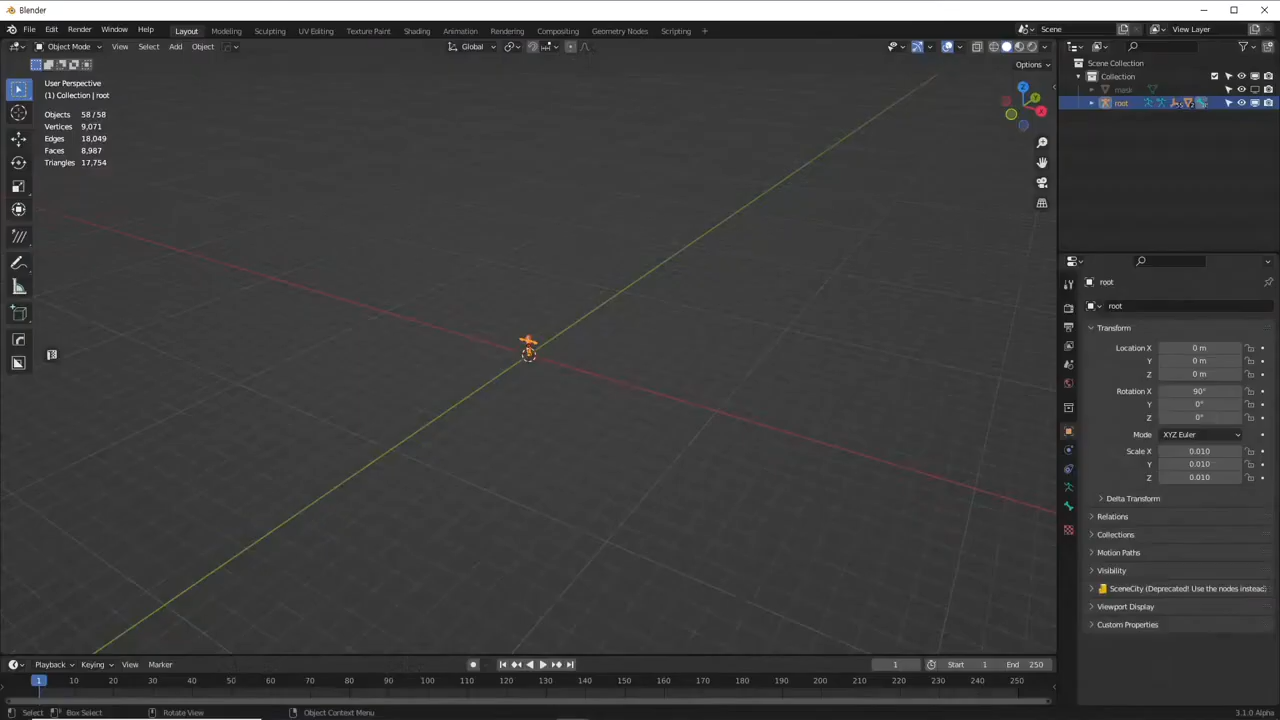 Blender
File Edit Render Window Help Layout Modeling Sculpting UV Editing Texture Paint Shading Animation Rendering Compositing Geometry Nodes Scripting + Scene View Layer
Object Mode View Select Add Object Global
Options
User Perspective
(1) Collection | root
Objects 58 / 58
Vertices 9,071
Edges 18,049
Faces 8,987
Triangles 17,754
Z
Y
X
Scene Collection
Collection
root
root
root
Transform
Location X 0 m
Y 0 m
Z 0 m
Rotation X 90°
Y 0°
Z 0°
Mode XYZ Euler
Scale X 0.010
Y 0.010
Z 0.010
Delta Transform
Relations
Collections
Motion Paths
Visibility
SceneCity (Deprecated! Use the nodes instead
Viewport Display
Custom Properties
Playback Keying View Marker 1 Start 1 End 250
1 10 20 30 40 50 60 70 80 90 100 110 120 130 140 150 160 170 180 190 200 210 220 230 240 250
Select Box Select Rotate View Object Context Menu 3.1.0 Alpha